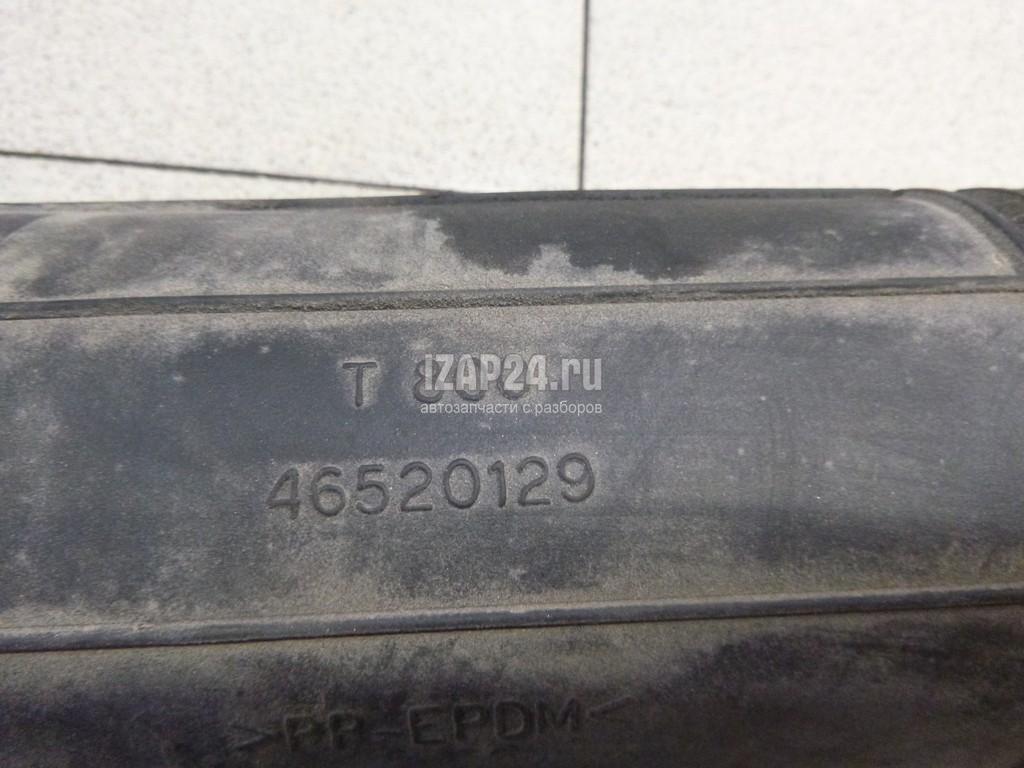 T
IZAP24.ru
автозапчасти с разборов
46520129
>PP-EPDM<